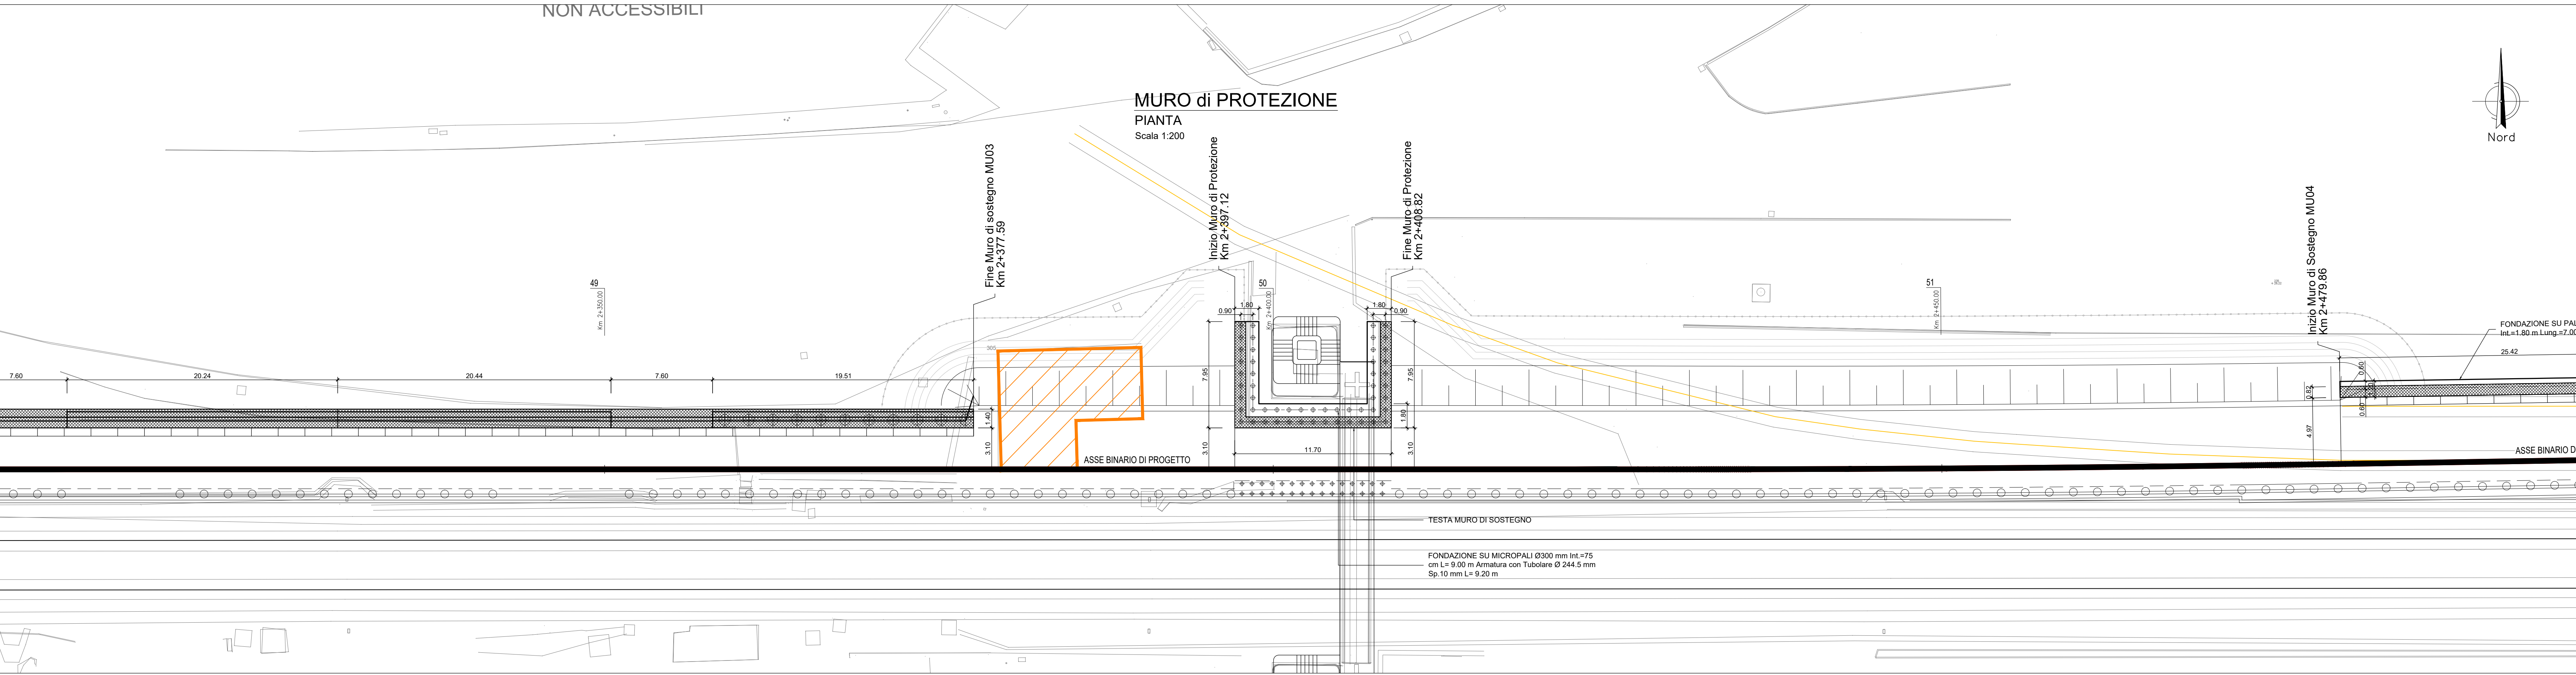 NON ACCESSIBILI
MURO di PROTEZIONE
PIANTA
Scala 1:200
Nord
Fine Muro di sostegno MU03
Km 2+377.59
Inizio Muro di Protezione
Km 2+397.12
Fine Muro di Protezione
Km 2+408.82
Inizio Muro di Sostegno MU04
Km 2+479.86
49
Km 2+350.00
50
Km 2+400.00
51
Km 2+450.00
300
1.80
0.90
1.80
0.90
7.95
7.95
1.80
3.10
3.10
11.70
7.60
20.24
20.44
7.60
19.51
1.40
3.10
FONDAZIONE SU PAL
Int.=1.80 m Lung.=7.00
25.42
0.60
0.82
0.60
4.97
ASSE BINARIO DI PROGETTO
ASSE BINARIO D
TESTA MURO DI SOSTEGNO
FONDAZIONE SU MICROPALI Ø300 mm Int.=75
cm L= 9.00 m Armatura con Tubolare Ø 244.5 mm
Sp.10 mm L= 9.20 m